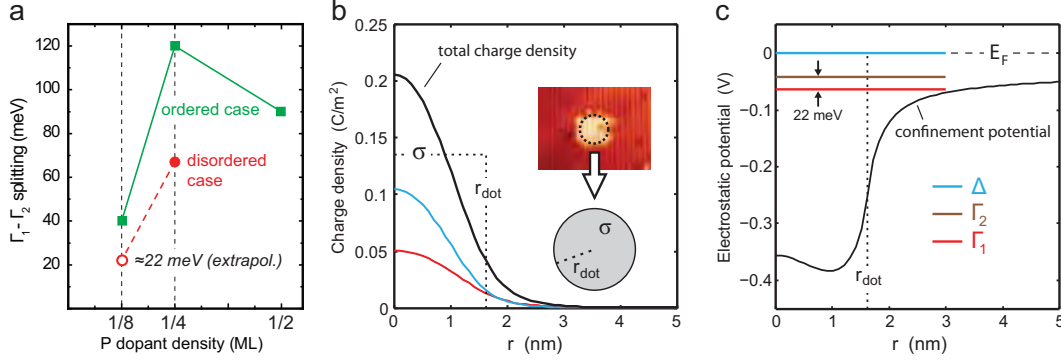 a
Γ1- Γ2 splitting (meV)
120
100
80
60
40
20
ordered case
disordered
case
≈22 meV (extrapol.)
1/8
1/4
1/2
P dopant density (ML)
b
Charge density (C/m2)
0.25
0.20
0.15
0.10
0.05
0
total charge density
σ
rdot
σ
rdot
0
1
2
3
4
5
r (nm)
c
Electrostatic potential (V)
0
−0.1
−0.2
−0.3
−0.4
EF
22 meV
confinement potential
Δ
Γ2
Γ1
rdot
0
1
2
3
4
5
r (nm)